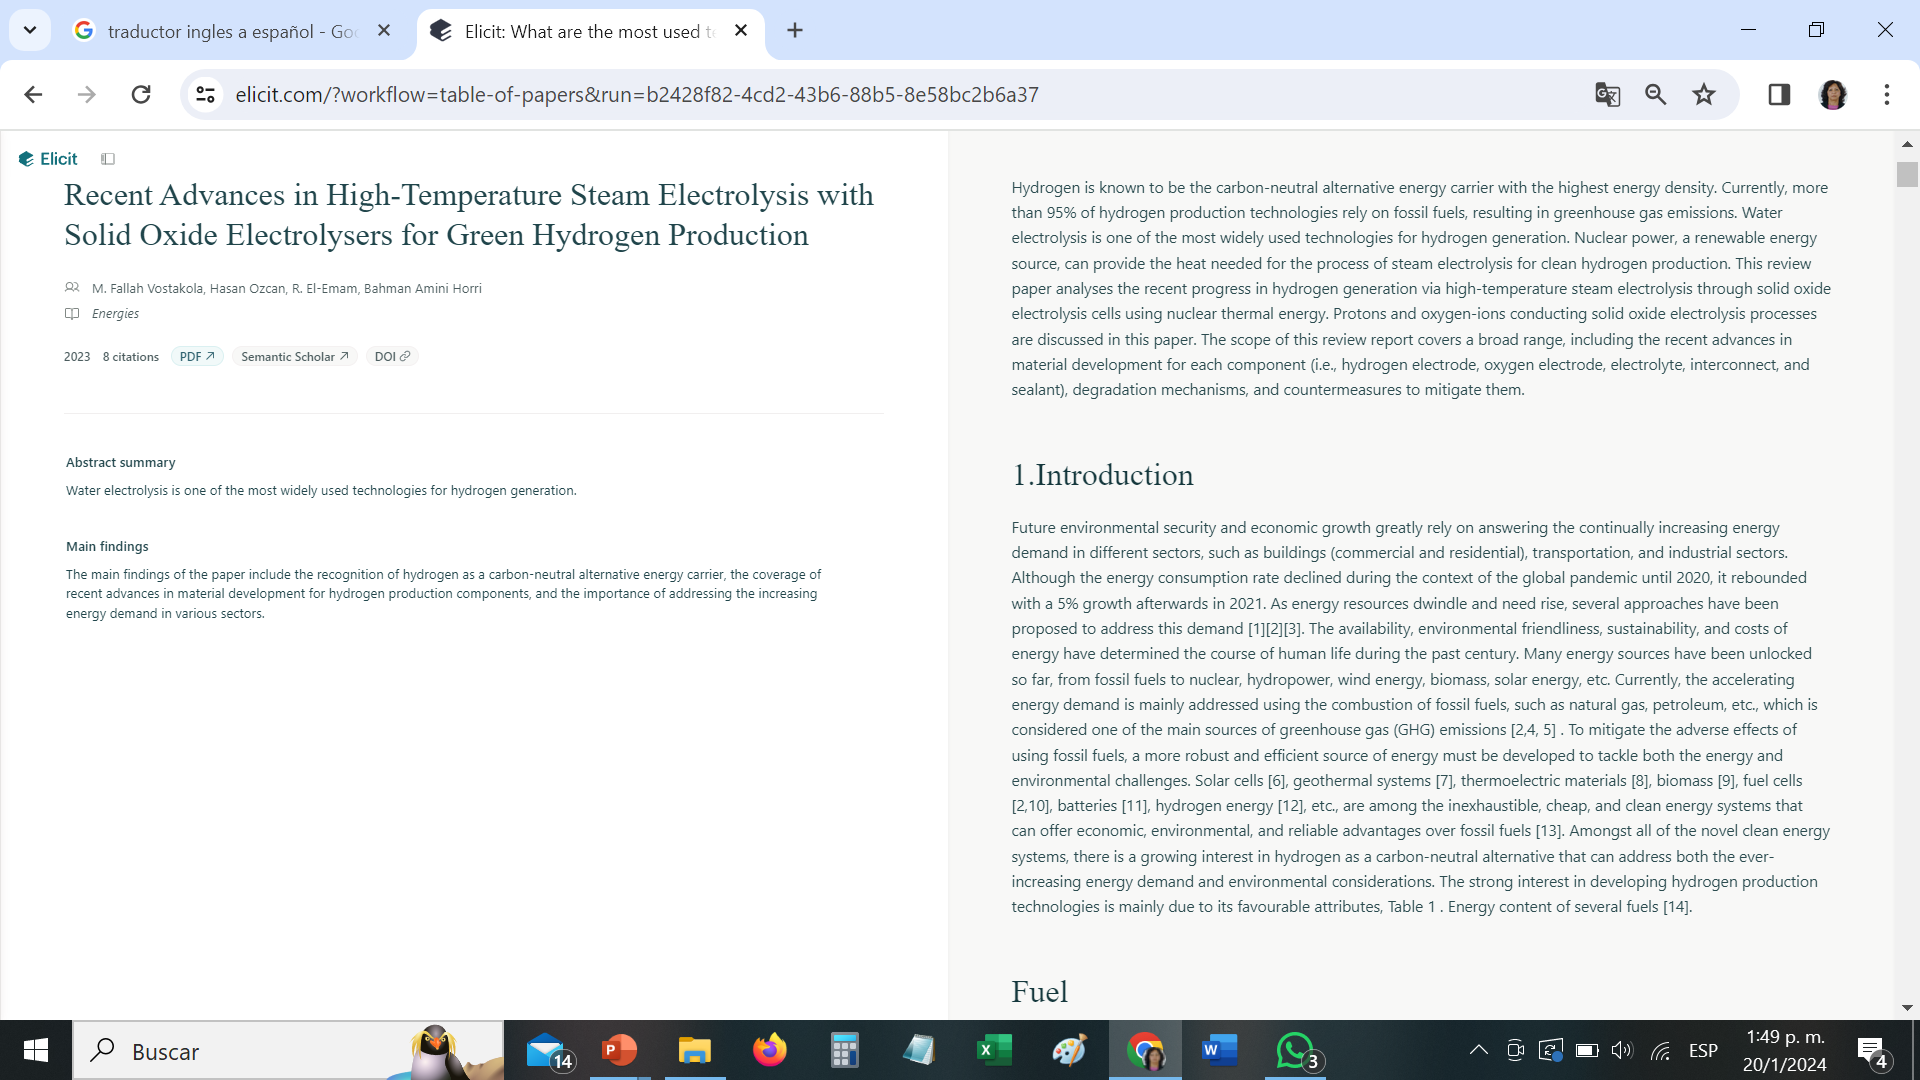 traductor ingles a español - Goo
Elicit: What are the most used te
elicit.com/?workflow=table-of-papers&run=b2428f82-4cd2-43b6-88b5-8e58bc2b6a37
Elicit
Recent Advances in High-Temperature Steam Electrolysis with
Solid Oxide Electrolysers for Green Hydrogen Production
M. Fallah Vostakola, Hasan Ozcan, R. El-Emam, Bahman Amini Horri
Energies
2023 8 citations PDF Semantic Scholar DOI
Abstract summary
Water electrolysis is one of the most widely used technologies for hydrogen generation.
Main findings
The main findings of the paper include the recognition of hydrogen as a carbon-neutral alternative energy carrier, the coverage of
recent advances in material development for hydrogen production components, and the importance of addressing the increasing
energy demand in various sectors.
Hydrogen is known to be the carbon-neutral alternative energy carrier with the highest energy density. Currently, more
than 95% of hydrogen production technologies rely on fossil fuels, resulting in greenhouse gas emissions. Water
electrolysis is one of the most widely used technologies for hydrogen generation. Nuclear power, a renewable energy
source, can provide the heat needed for the process of steam electrolysis for clean hydrogen production. This review
paper analyses the recent progress in hydrogen generation via high-temperature steam electrolysis through solid oxide
electrolysis cells using nuclear thermal energy. Protons and oxygen-ions conducting solid oxide electrolysis processes
are discussed in this paper. The scope of this review report covers a broad range, including the recent advances in
material development for each component (i.e., hydrogen electrode, oxygen electrode, electrolyte, interconnect, and
sealant), degradation mechanisms, and countermeasures to mitigate them.
1.Introduction
Future environmental security and economic growth greatly rely on answering the continually increasing energy
demand in different sectors, such as buildings (commercial and residential), transportation, and industrial sectors.
Although the energy consumption rate declined during the context of the global pandemic until 2020, it rebounded
with a 5% growth afterwards in 2021. As energy resources dwindle and need rise, several approaches have been
proposed to address this demand [1][2][3]. The availability, environmental friendliness, sustainability, and costs of
energy have determined the course of human life during the past century. Many energy sources have been unlocked
so far, from fossil fuels to nuclear, hydropower, wind energy, biomass, solar energy, etc. Currently, the accelerating
energy demand is mainly addressed using the combustion of fossil fuels, such as natural gas, petroleum, etc., which is
considered one of the main sources of greenhouse gas (GHG) emissions [2,4, 5] . To mitigate the adverse effects of
using fossil fuels, a more robust and efficient source of energy must be developed to tackle both the energy and
environmental challenges. Solar cells [6], geothermal systems [7], thermoelectric materials [8], biomass [9], fuel cells
[2,10], batteries [11], hydrogen energy [12], etc., are among the inexhaustible, cheap, and clean energy systems that
can offer economic, environmental, and reliable advantages over fossil fuels [13]. Amongst all of the novel clean energy
systems, there is a growing interest in hydrogen as a carbon-neutral alternative that can address both the ever-
increasing energy demand and environmental considerations. The strong interest in developing hydrogen production
technologies is mainly due to its favourable attributes, Table 1 . Energy content of several fuels [14].
Fuel
Buscar
14
3
ESP
1:49 p. m.
20/1/2024
4